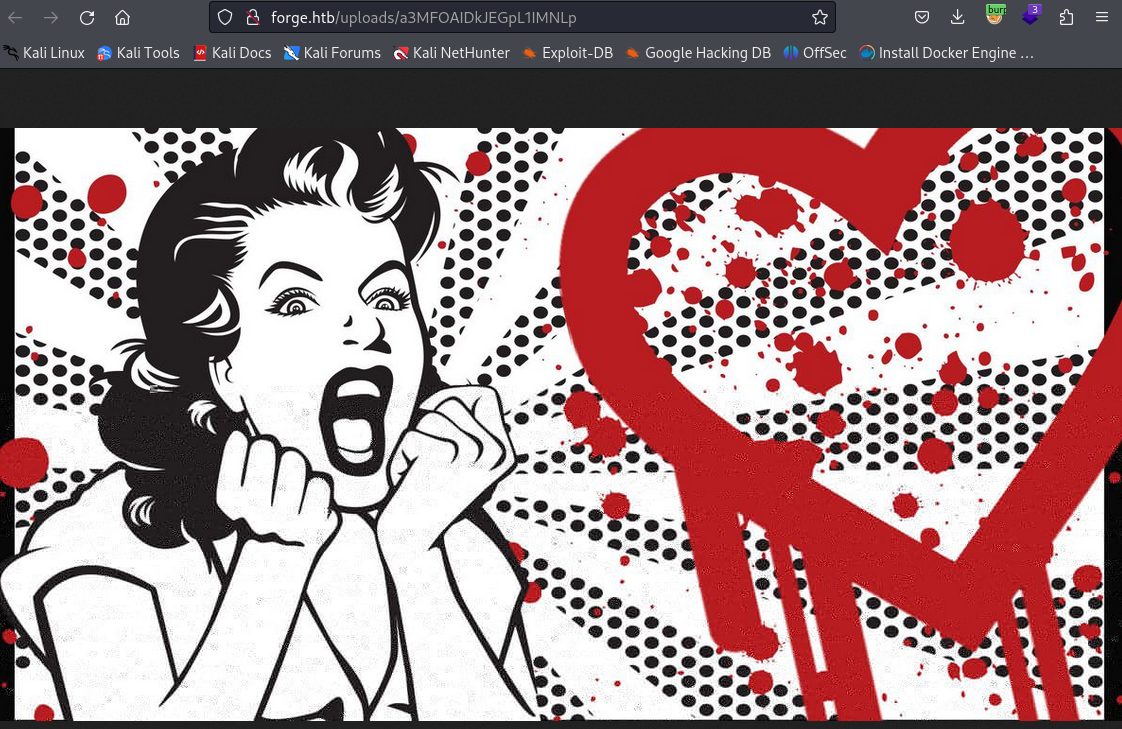 forge.htb/uploads/a3MFOAIDkJEGpL1IMNLp
burp
3
Kali Linux Kali Tools Kali Docs Kali Forums Kali NetHunter Exploit-DB Google Hacking DB OffSec Install Docker Engine …